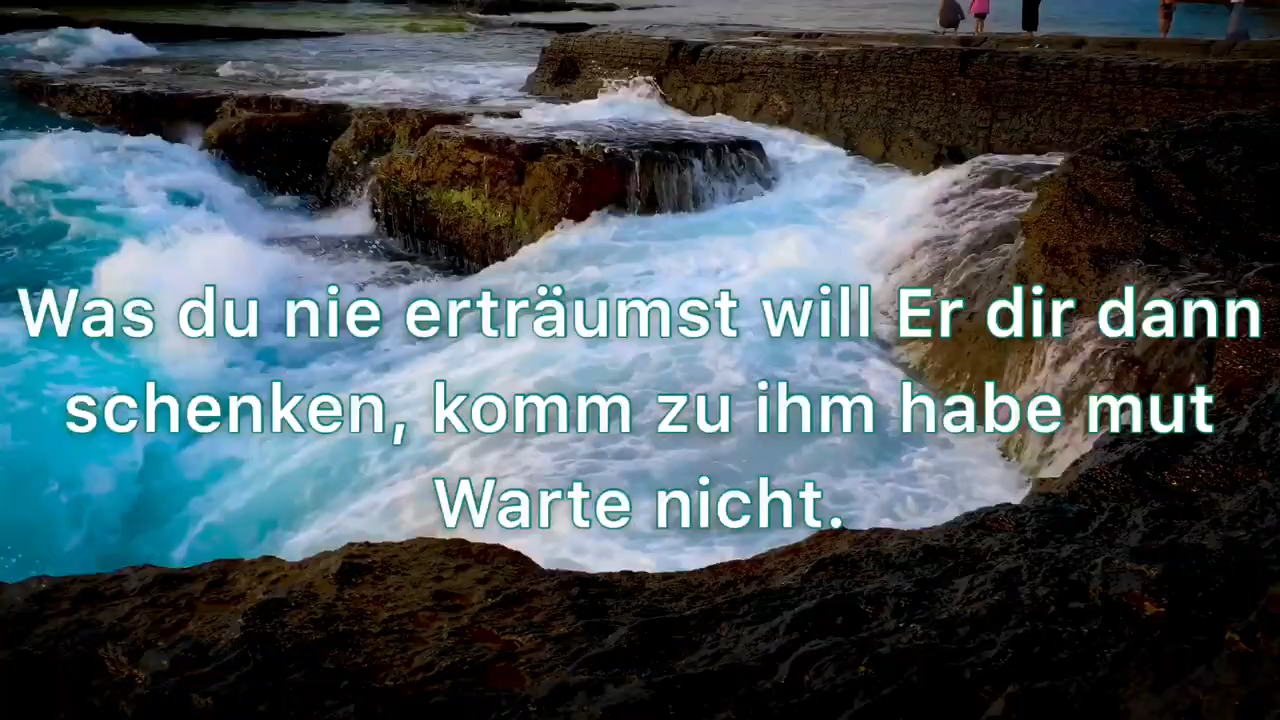 Was du nie erträumst will Er dir dann
schenken, komm zu ihm habe mut
Warte nicht.